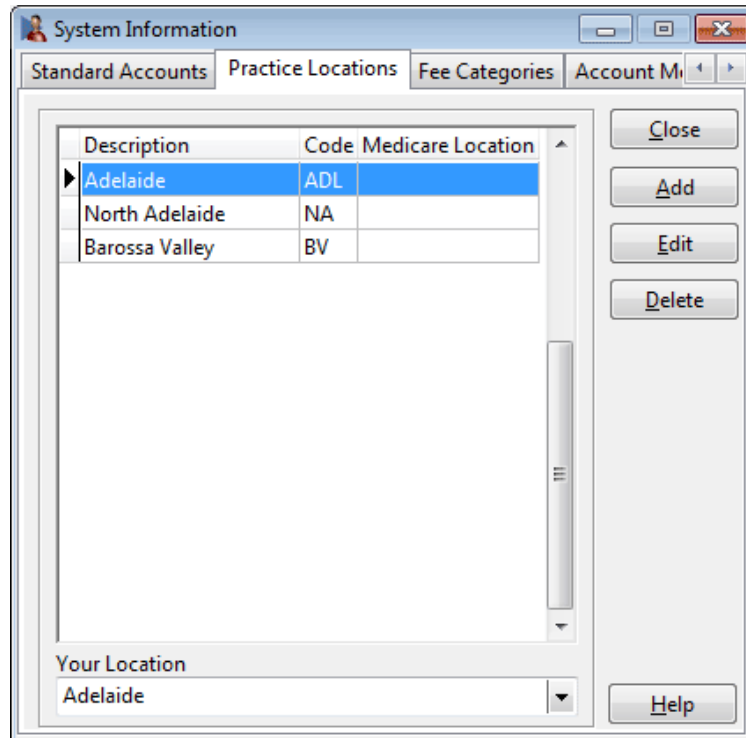 System Information
Standard Accounts Practice Locations Fee Categories Account M
Description Code Medicare Location
Adelaide ADL
North Adelaide NA
Barossa Valley BV
Close
Add
Edit
Delete
Your Location
Adelaide
Help